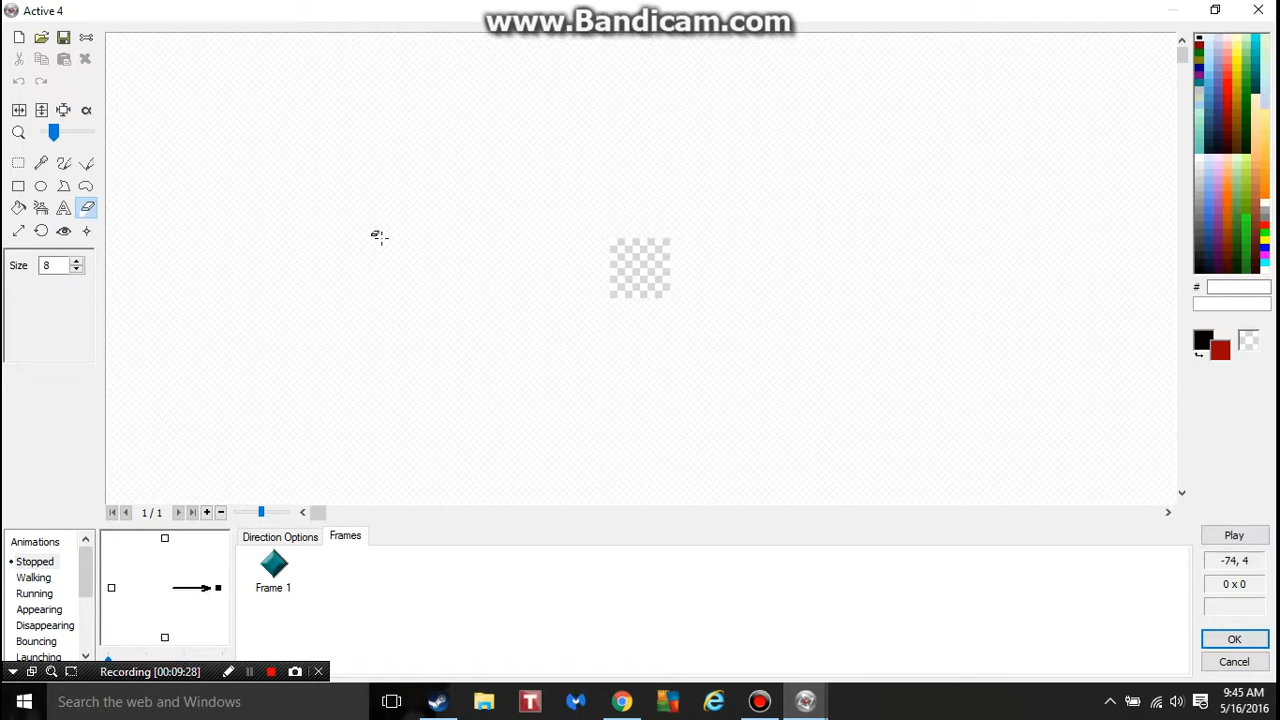 www.Bandicam.com
Active 4
Size 8
#
1 / 1
Animations
Stopped
Walking
Running
Appearing
Disappearing
Bouncing
Launching
Direction Options
Frames
Frame 1
Play
-74, 4
0 x 0
OK
Cancel
Recording [00:09:28]
Search the web and Windows
9:45 AM
5/16/2016